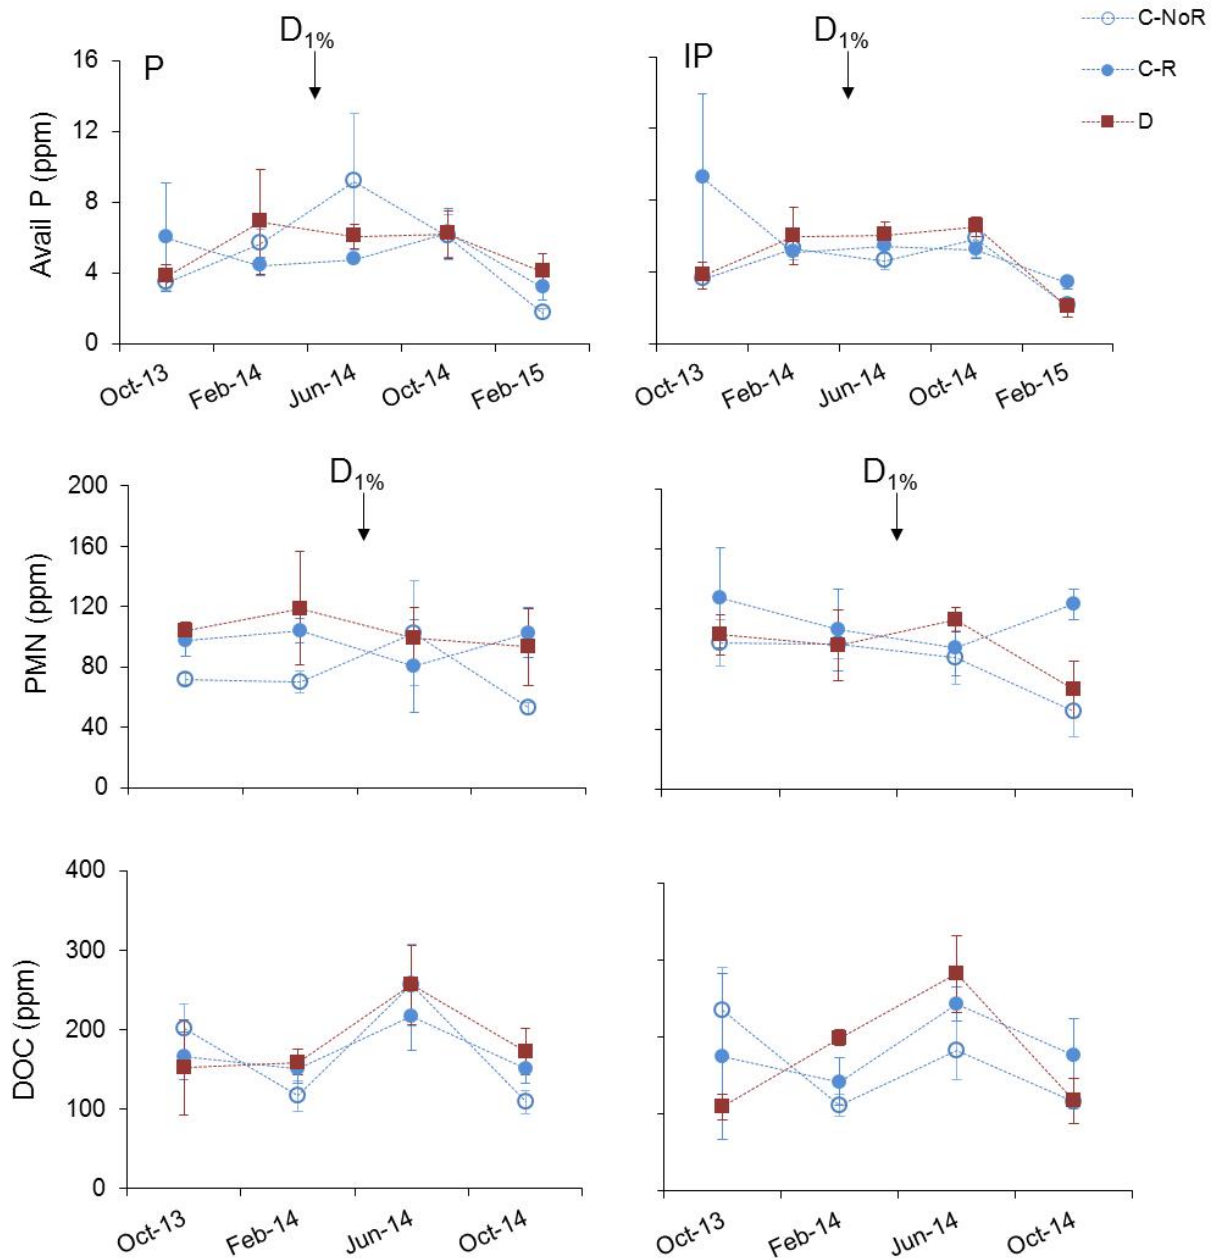 C-NoR
C-R
D
D1%
D1%
P
IP
Avail P (ppm)
16
12
8
4
0
Oct-13
Feb-14
Jun-14
Oct-14
Feb-15
Oct-13
Feb-14
Jun-14
Oct-14
Feb-15
D1%
D1%
PMN (ppm)
200
160
120
80
40
0
DOC (ppm)
400
300
200
100
0
Oct-13
Feb-14
Jun-14
Oct-14
Oct-13
Feb-14
Jun-14
Oct-14